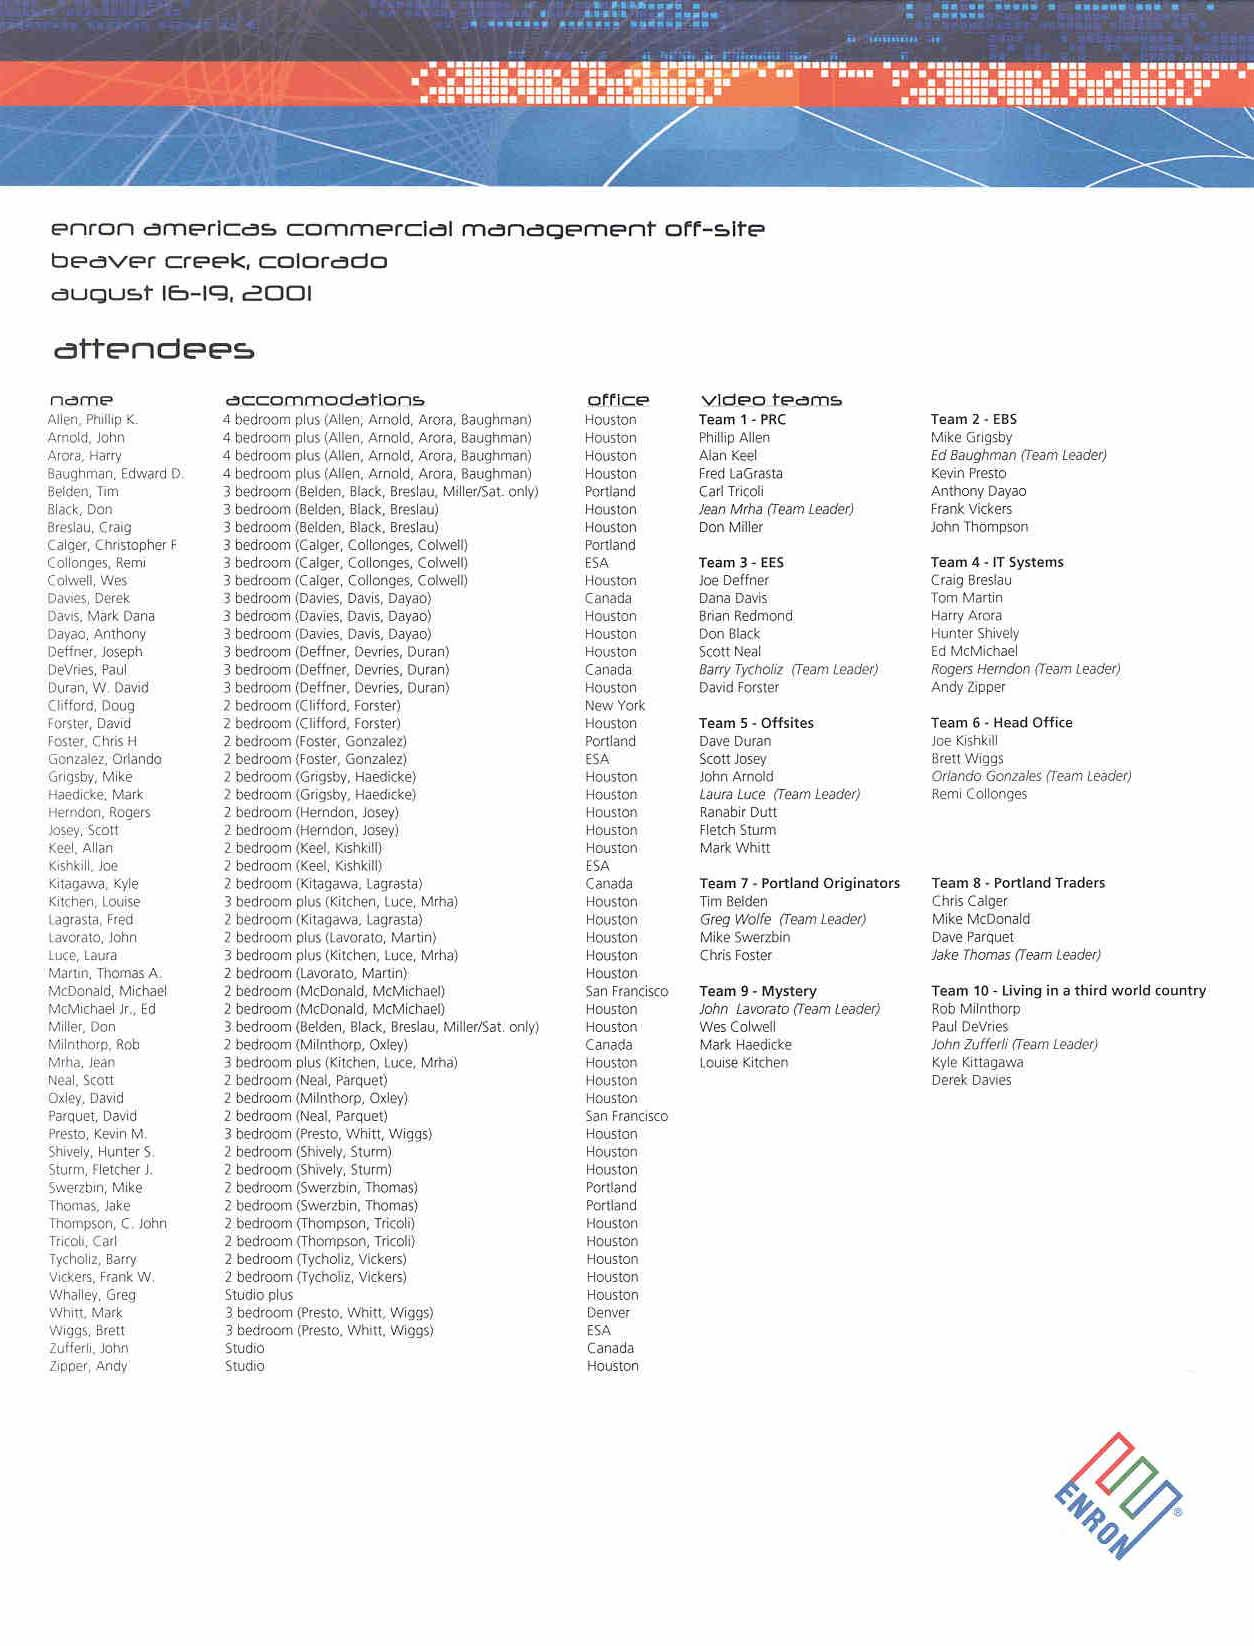 enron americas commercial management off-site
beaver creek, colorado
august 16-19, 2001
attendees
name accommodations office video teams
Allen, Phillip K. 4 bedroom plus (Allen, Arnold, Arora, Baughman) Houston Team 1 - PRC Team 2 - EBS
Arnold, John 4 bedroom plus (Allen, Arnold, Arora, Baughman) Houston Phillip Allen Mike Grigsby
Arora, Harry 4 bedroom plus (Allen, Arnold, Arora, Baughman) Houston Alan Keel Ed Baughman (Team Leader)
Baughman, Edward D. 4 bedroom plus (Allen, Arnold, Arora, Baughman) Houston Fred LaGrasta Kevin Presto
Belden, Tim 3 bedroom (Belden, Black, Breslau, Miller/Sat. only) Portland Carl Tricoli Anthony Dayao
Black, Don 3 bedroom (Belden, Black, Breslau) Houston Jean Mrha (Team Leader) Frank Vickers
Breslau, Craig 3 bedroom (Belden, Black, Breslau) Houston Don Miller John Thompson
Calger, Christopher F 3 bedroom (Calger, Collonges, Colwell) Portland
Collonges, Remi 3 bedroom (Calger, Collonges, Colwell) ESA Team 3 - EES Team 4 - IT Systems
Colwell, Wes 3 bedroom (Calger, Collonges, Colwell) Houston Joe Deffner Craig Breslau
Davies, Derek 3 bedroom (Davies, Davis, Dayao) Canada Dana Davis Tom Martin
Davis, Mark Dana 3 bedroom (Davies, Davis, Dayao) Houston Brian Redmond Harry Arora
Dayao, Anthony 3 bedroom (Davies, Davis, Dayao) Houston Don Black Hunter Shively
Deffner, Joseph 3 bedroom (Deffner, Devries, Duran) Houston Scott Neal Ed McMichael
DeVries, Paul 3 bedroom (Deffner, Devries, Duran) Canada Barry Tycholiz (Team Leader) Rogers Herndon (Team Leader)
Duran, W. David 3 bedroom (Deffner, Devries, Duran) Houston David Forster Andy Zipper
Clifford, Doug 2 bedroom (Clifford, Forster) New York
Forster, David 2 bedroom (Clifford, Forster) Houston Team 5 - Offsites Team 6 - Head Office
Foster, Chris H 2 bedroom (Foster, Gonzalez) Portland Dave Duran Joe Kishkill
Gonzalez, Orlando 2 bedroom (Foster, Gonzalez) ESA Scott Josey Brett Wiggs
Grigsby, Mike 2 bedroom (Grigsby, Haedicke) Houston John Arnold Orlando Gonzales (Team Leader)
Haedicke, Mark 2 bedroom (Grigsby, Haedicke) Houston Laura Luce (Team Leader) Remi Collonges
Herndon, Rogers 2 bedroom (Herndon, Josey) Houston Ranabir Dutt
Josey, Scott 2 bedroom (Herndon, Josey) Houston Fletch Sturm
Keel, Allan 2 bedroom (Keel, Kishkill) Houston Mark Whitt
Kishkill, Joe 2 bedroom (Keel, Kishkill) ESA
Kitagawa, Kyle 2 bedroom (Kitagawa, Lagrasta) Canada Team 7 - Portland Originators Team 8 - Portland Traders
Kitchen, Louise 3 bedroom plus (Kitchen, Luce, Mrha) Houston Tim Belden Chris Calger
Lagrasta, Fred 2 bedroom (Kitagawa, Lagrasta) Houston Greg Wolfe (Team Leader) Mike McDonald
Lavorato, John 2 bedroom plus (Lavorato, Martin) Houston Mike Swerzbin Dave Parquet
Luce, Laura 3 bedroom plus (Kitchen, Luce, Mrha) Houston Chris Foster Jake Thomas (Team Leader)
Martin, Thomas A. 2 bedroom (Lavorato, Martin) Houston
McDonald, Michael 2 bedroom (McDonald, McMichael) San Francisco Team 9 - Mystery Team 10 - Living in a third world country
McMichael Jr., Ed 2 bedroom (McDonald, McMichael) Houston John Lavorato (Team Leader) Rob Milnthorp
Miller, Don 3 bedroom (Belden, Black, Breslau, Miller/Sat. only) Houston Wes Colwell Paul DeVries
Milnthorp, Rob 2 bedroom (Milnthorp, Oxley) Canada Mark Haedicke John Zufferli (Team Leader)
Mrha, Jean 3 bedroom plus (Kitchen, Luce, Mrha) Houston Louise Kitchen Kyle Kittagawa
Neal, Scott 2 bedroom (Neal, Parquet) Houston Derek Davies
Oxley, David 2 bedroom (Milnthorp, Oxley) Houston
Parquet, David 2 bedroom (Neal, Parquet) San Francisco
Presto, Kevin M. 3 bedroom (Presto, Whitt, Wiggs) Houston
Shively, Hunter S. 2 bedroom (Shively, Sturm) Houston
Sturm, Fletcher J. 2 bedroom (Shively, Sturm) Houston
Swerzbin, Mike 2 bedroom (Swerzbin, Thomas) Portland
Thomas, Jake 2 bedroom (Swerzbin, Thomas) Portland
Thompson, C. John 2 bedroom (Thompson, Tricoli) Houston
Tricoli, Carl 2 bedroom (Thompson, Tricoli) Houston
Tycholiz, Barry 2 bedroom (Tycholiz, Vickers) Houston
Vickers, Frank W. 2 bedroom (Tycholiz, Vickers) Houston
Whalley, Greg Studio plus Houston
Whitt, Mark 3 bedroom (Presto, Whitt, Wiggs) Denver
Wiggs, Brett 3 bedroom (Presto, Whitt, Wiggs) ESA
Zufferli, John Studio Canada
Zipper, Andy Studio Houston
ENRON®